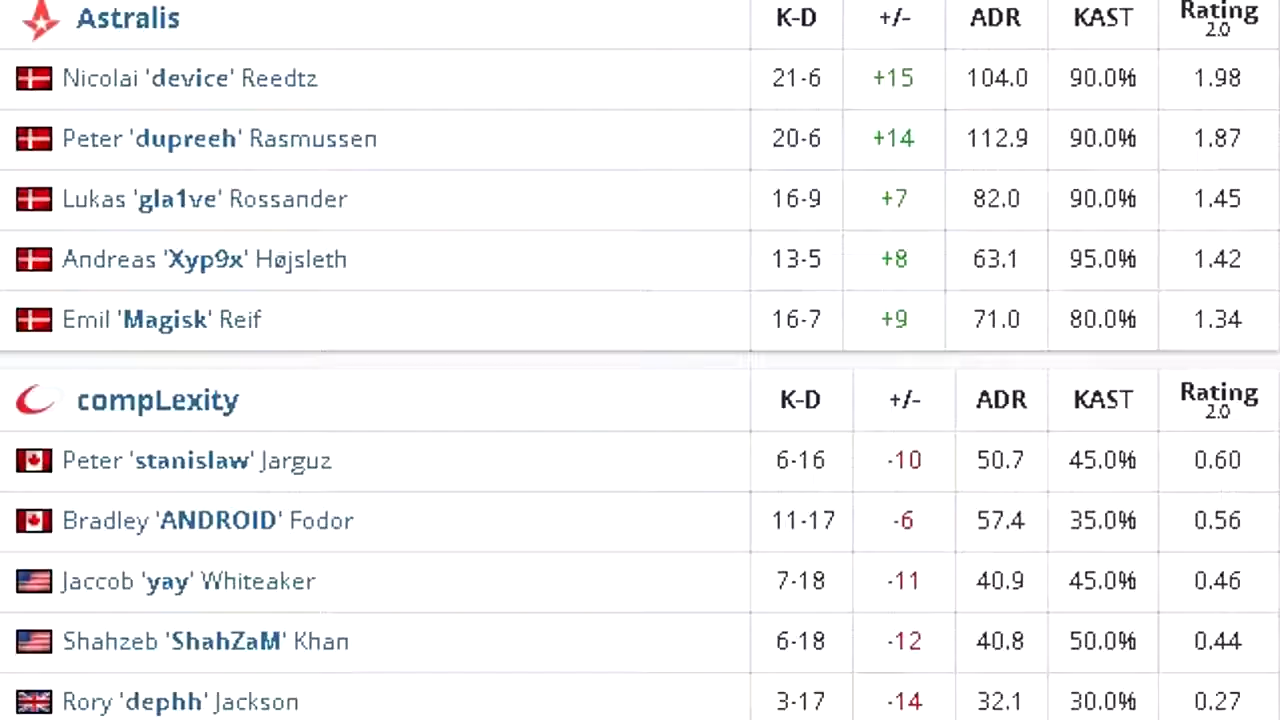 Astralis K-D +/- ADR KAST Rating 2.0
Nicolai 'device' Reedtz 21-6 +15 104.0 90.0% 1.98
Peter 'dupreeh' Rasmussen 20-6 +14 112.9 90.0% 1.87
Lukas 'gla1ve' Rossander 16-9 +7 82.0 90.0% 1.45
Andreas 'Xyp9x' Højsleth 13-5 +8 63.1 95.0% 1.42
Emil 'Magisk' Reif 16-7 +9 71.0 80.0% 1.34
compLexity K-D +/- ADR KAST Rating 2.0
Peter 'stanislaw' Jarguz 6-16 -10 50.7 45.0% 0.60
Bradley 'ANDROID' Fodor 11-17 -6 57.4 35.0% 0.56
Jaccob 'yay' Whiteaker 7-18 -11 40.9 45.0% 0.46
Shahzeb 'ShahZaM' Khan 6-18 -12 40.8 50.0% 0.44
Rory 'dephh' Jackson 3-17 -14 32.1 30.0% 0.27